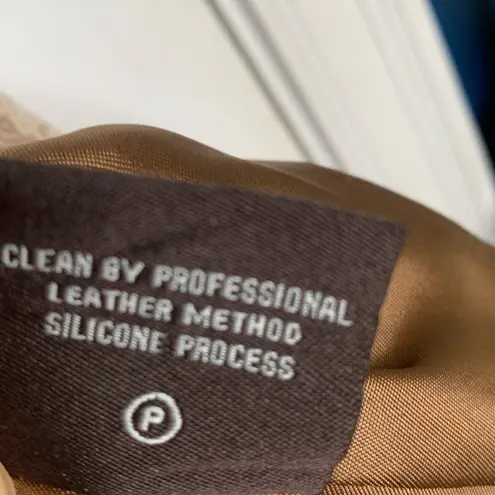 CLEAN BY PROFESSIONAL
LEATHER METHOD
SILICONE PROCESS
P